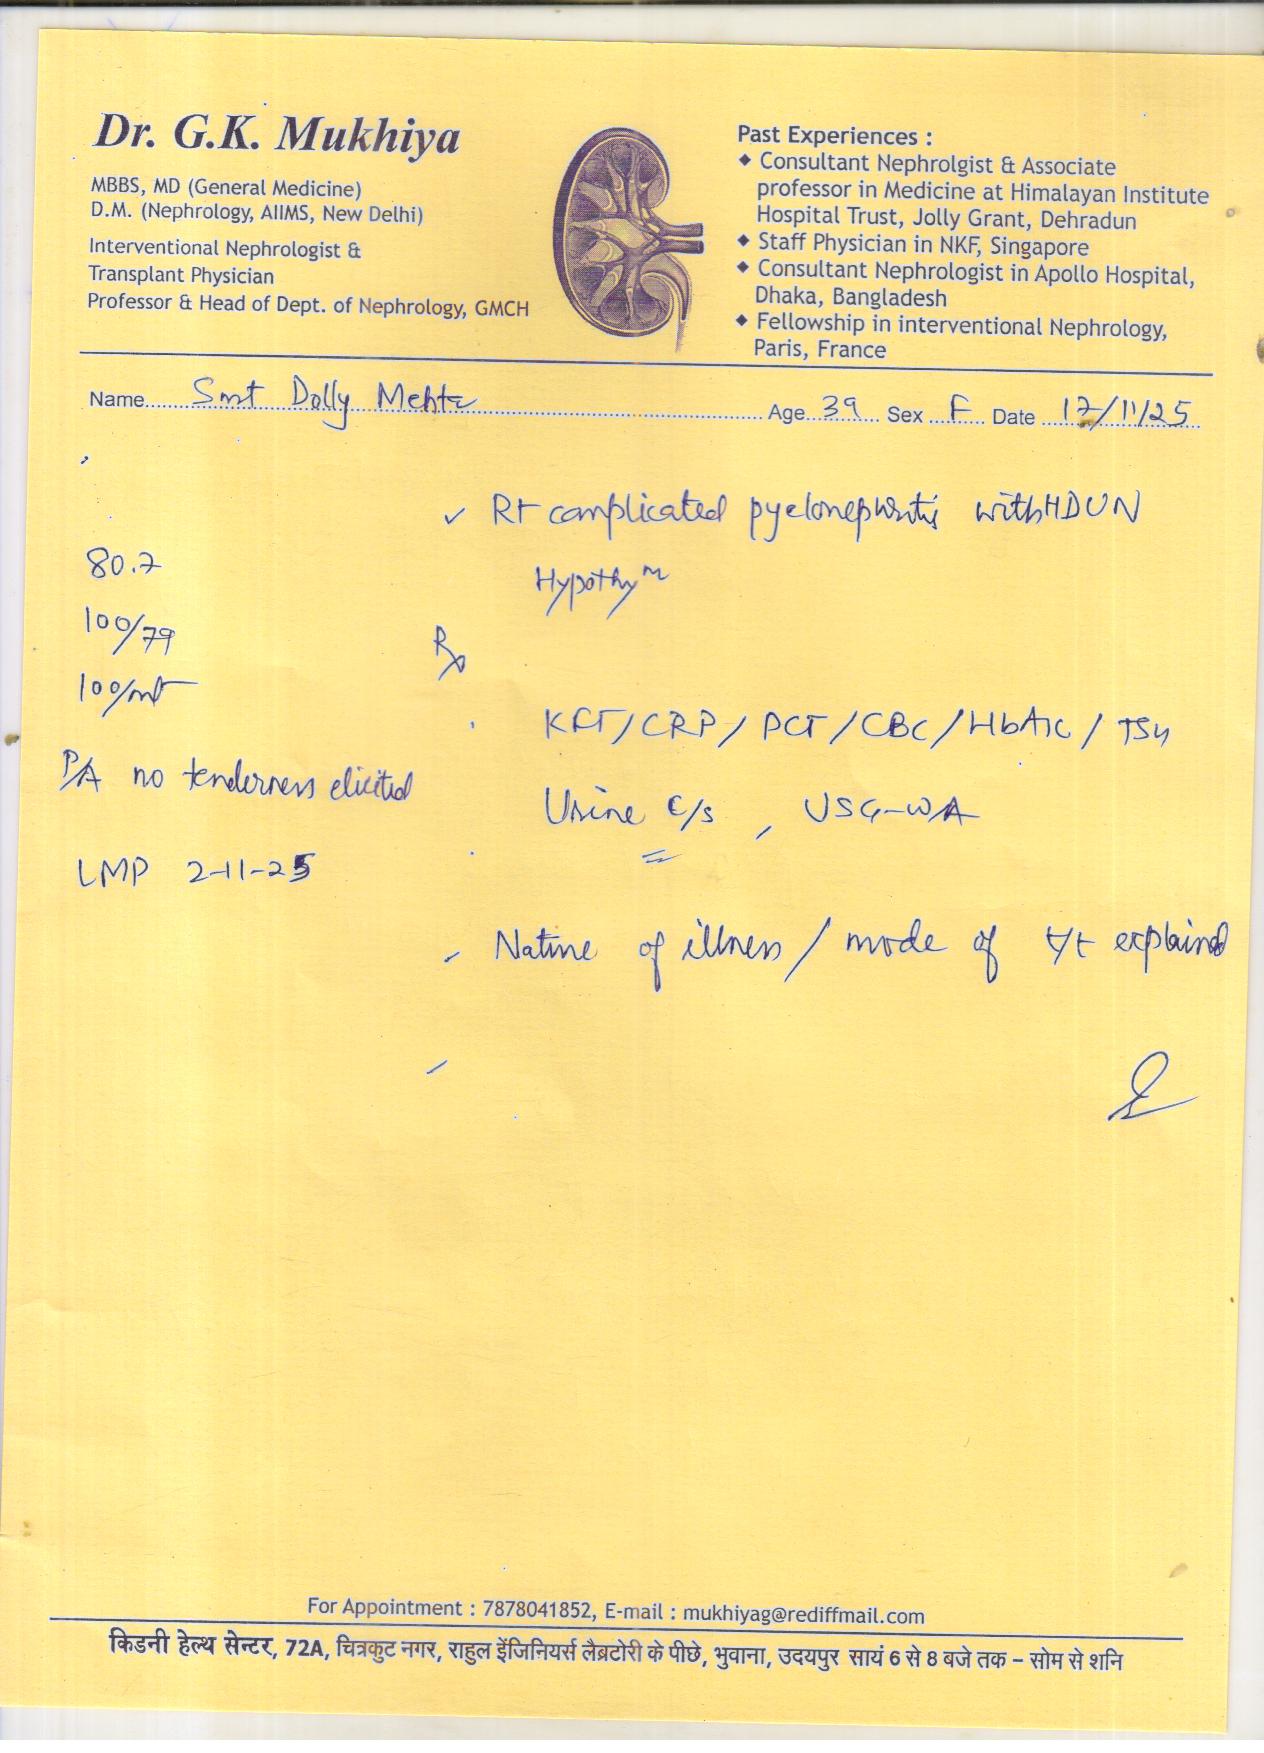 Dr. G.K. Mukhiya
MBBS, MD (General Medicine)
D.M. (Nephrology, AIIMS, New Delhi)
Interventional Nephrologist &
Transplant Physician
Professor & Head of Dept. of Nephrology, GMCH
Past Experiences :
◆ Consultant Nephrolgist & Associate
professor in Medicine at Himalayan Institute
Hospital Trust, Jolly Grant, Dehradun
◆ Staff Physician in NKF, Singapore
◆ Consultant Nephrologist in Apollo Hospital,
Dhaka, Bangladesh
◆ Fellowship in interventional Nephrology,
Paris, France
Name Smt Dolly Mehta Age 39 Sex F Date 17/11/25
✓ Rt complicated pyelonephritis with HDUN
Hypothy m
80.7
100/79
100/mt
P/A no tenderness elicited
LMP 2-11-25
Rx
KFT/CRP/PCT/CBC/HbA1c/TSH
Urine C/S, USG-WA
Nature of illness/mode of t/t explained
For Appointment : 7878041852, E-mail : mukhiyag@rediffmail.com
किडनी हेल्थ सेन्टर, 72A, चित्रकुट नगर, राहुल इंजिनियर्स लैब्रटोरी के पीछे, भुवाना, उदयपुर सायं 6 से 8 बजे तक – सोम से शनि